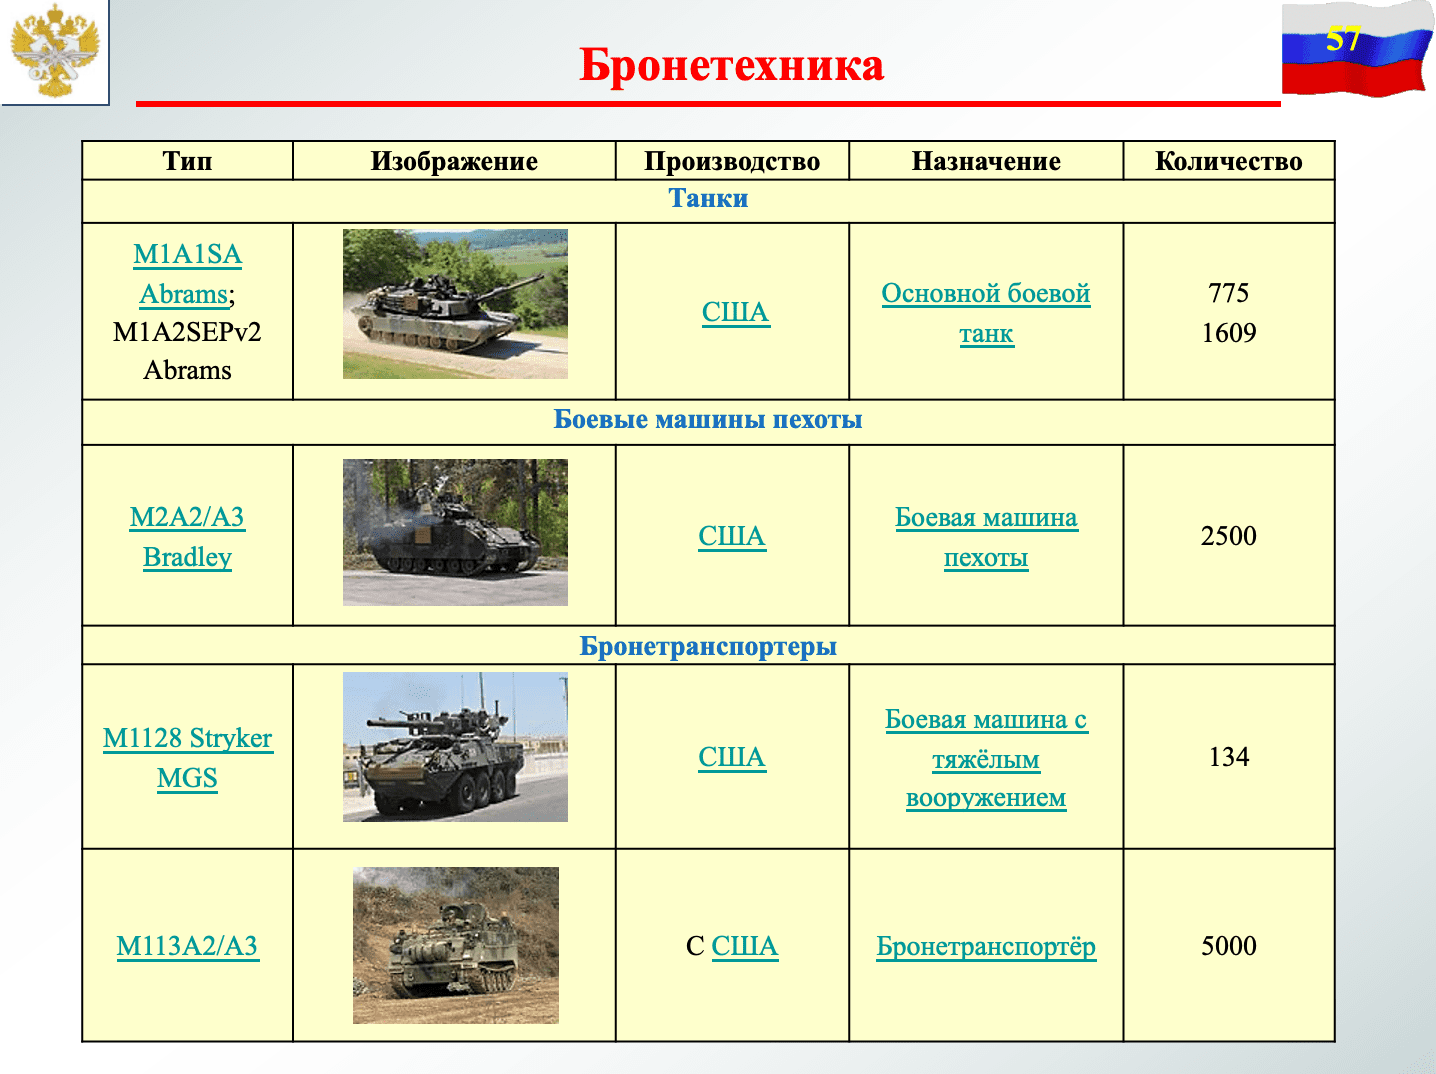 57
Бронетехника
Тип Изображение Производство Назначение Количество
Танки
M1A1SA
Abrams;
M1A2SEPv2
Abrams
США
Основной боевой
танк
775
1609
Боевые машины пехоты
M2A2/A3
Bradley
США
Боевая машина
пехоты
2500
Бронетранспортеры
M1128 Stryker
MGS
США
Боевая машина с
тяжёлым
вооружением
134
M113A2/A3
С США
Бронетранспортёр
5000